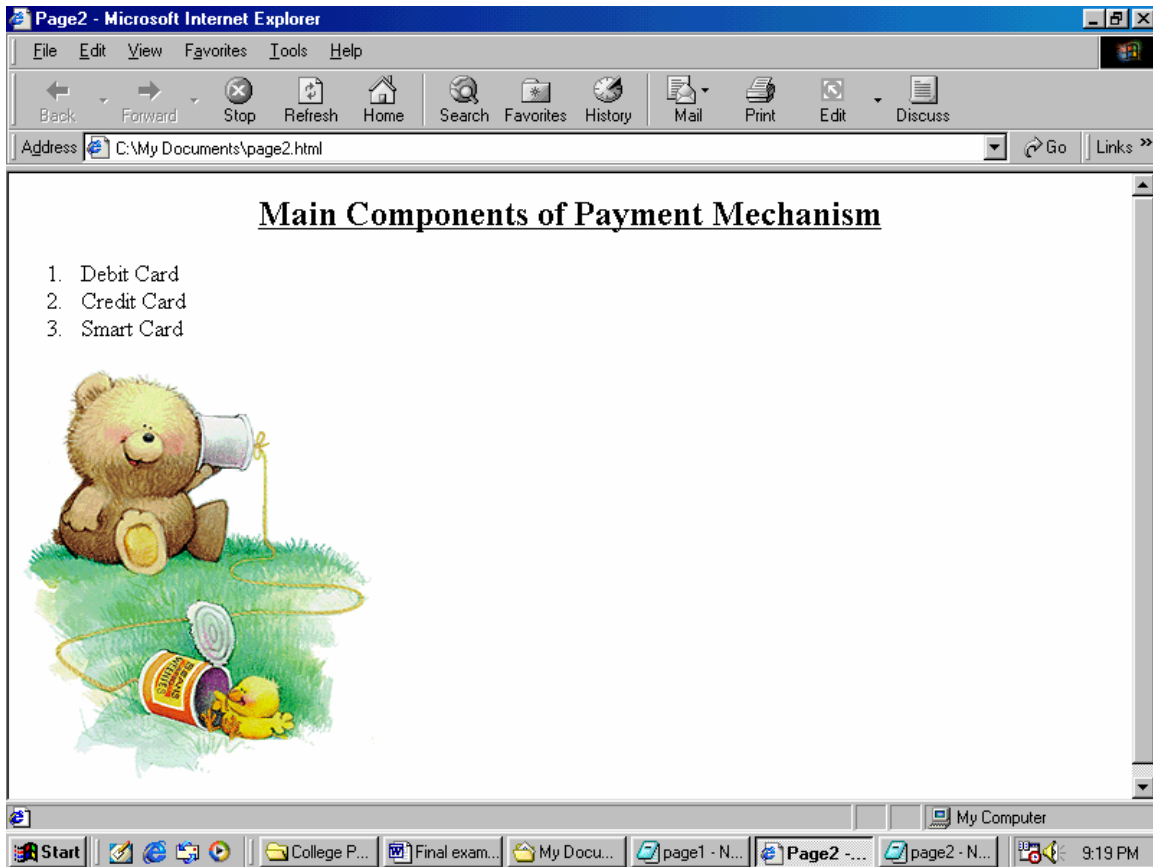 Page2 - Microsoft Internet Explorer
File Edit View Favorites Tools Help
Back Forward Stop Refresh Home Search Favorites History Mail Print Edit Discuss
Address C:\My Documents\page2.html Go Links »
Main Components of Payment Mechanism
1. Debit Card
2. Credit Card
3. Smart Card
BEANS
WEENIES
My Computer
Start College P... Final exam... My Docu... page1 - N... Page2 -... page2 - N... 9:19 PM